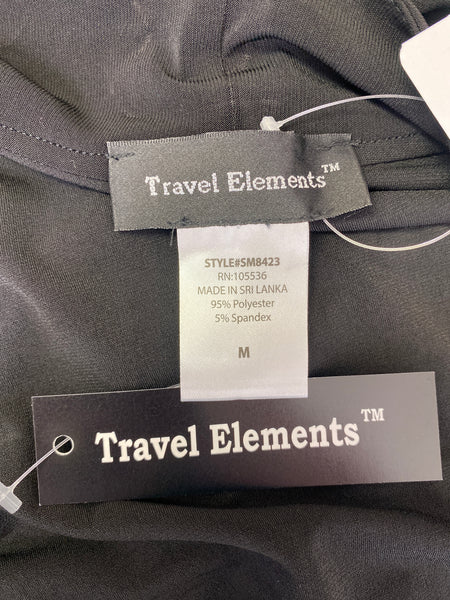 Travel Elements™
STYLE#SM8423
RN:105536
MADE IN SRI LANKA
95% Polyester
5% Spandex
M
Travel Elements™